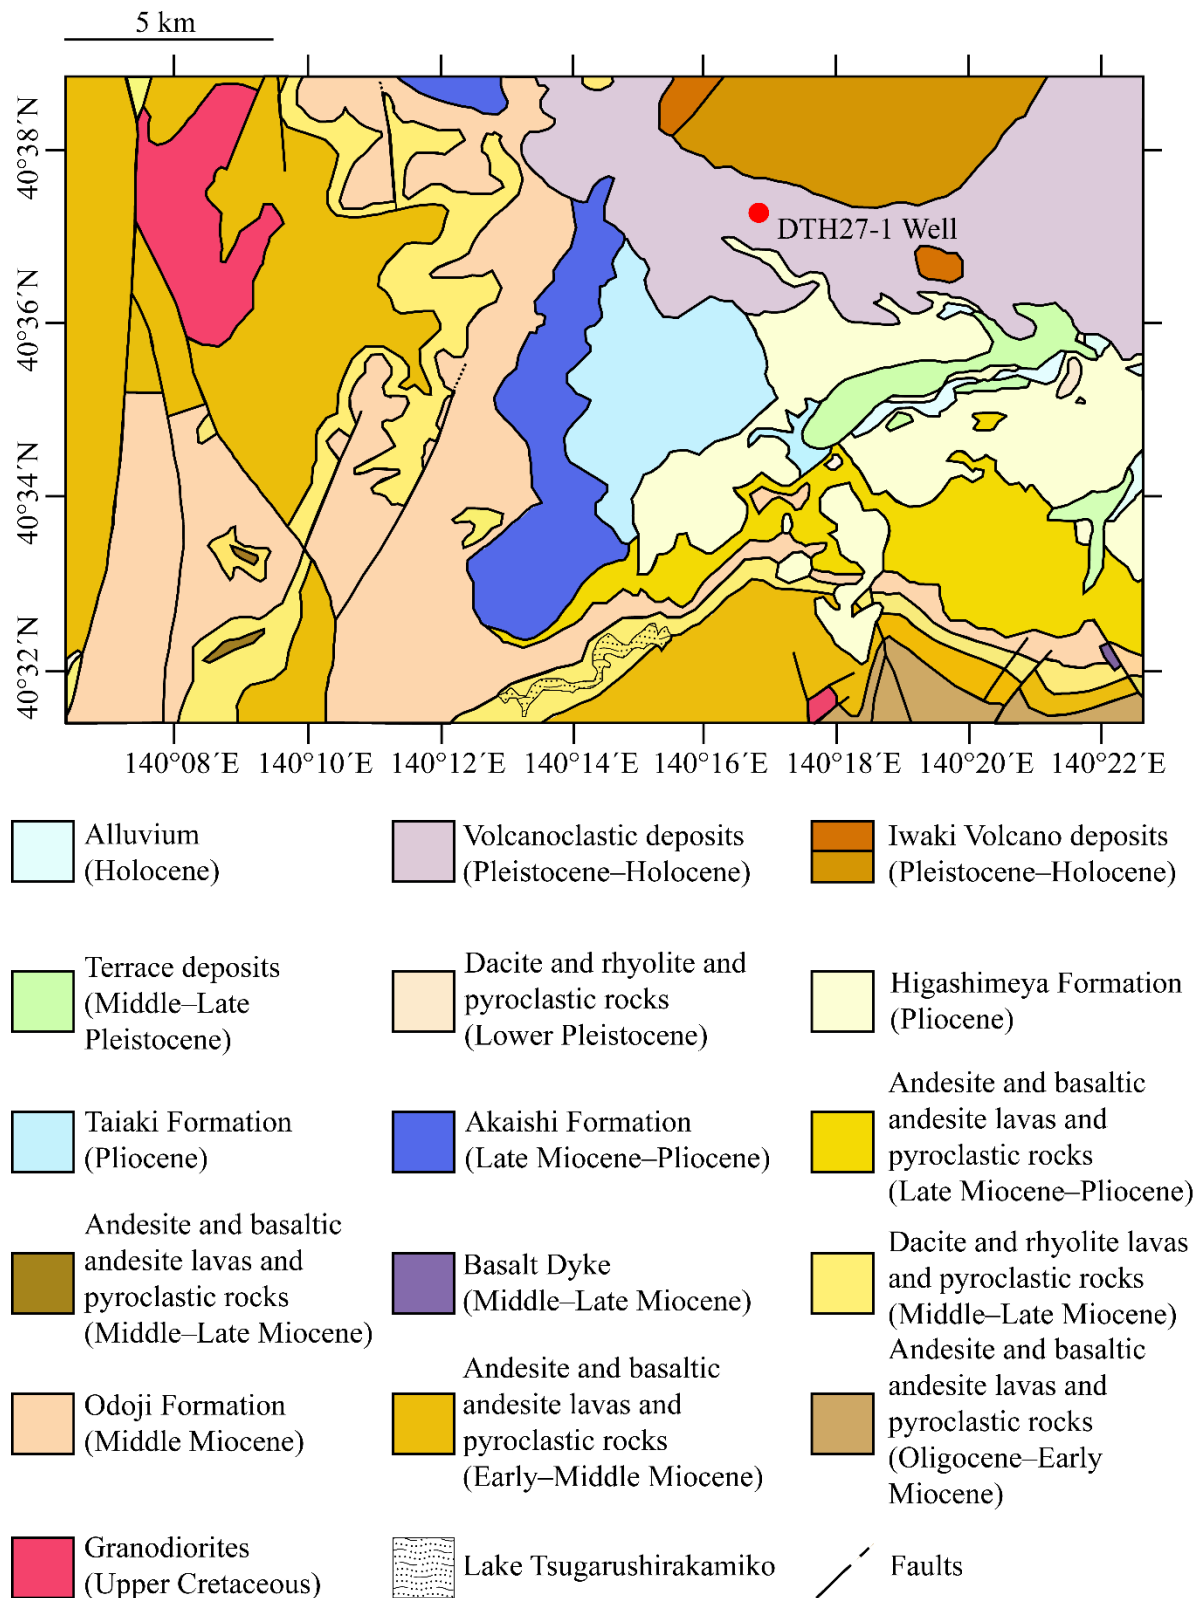 5 km
40°38´N
40°36´N
40°34´N
40°32´N
DTH27-1 Well
140°08´E
140°10´E
140°12´E
140°14´E
140°16´E
140°18´E
140°20´E
140°22´E
Alluvium
(Holocene)
Volcanoclastic deposits
(Pleistocene–Holocene)
Iwaki Volcano deposits
(Pleistocene–Holocene)
Terrace deposits
(Middle–Late
Pleistocene)
Dacite and rhyolite and
pyroclastic rocks
(Lower Pleistocene)
Higashimeya Formation
(Pliocene)
Taiaki Formation
(Pliocene)
Akaishi Formation
(Late Miocene–Pliocene)
Andesite and basaltic
andesite lavas and
pyroclastic rocks
(Late Miocene–Pliocene)
Andesite and basaltic
andesite lavas and
pyroclastic rocks
(Middle–Late Miocene)
Basalt Dyke
(Middle–Late Miocene)
Dacite and rhyolite lavas
and pyroclastic rocks
(Middle–Late Miocene)
Odoji Formation
(Middle Miocene)
Andesite and basaltic
andesite lavas and
pyroclastic rocks
(Early–Middle Miocene)
Andesite and basaltic
andesite lavas and
pyroclastic rocks
(Oligocene–Early
Miocene)
Granodiorites
(Upper Cretaceous)
Lake Tsugarushirakamiko
Faults